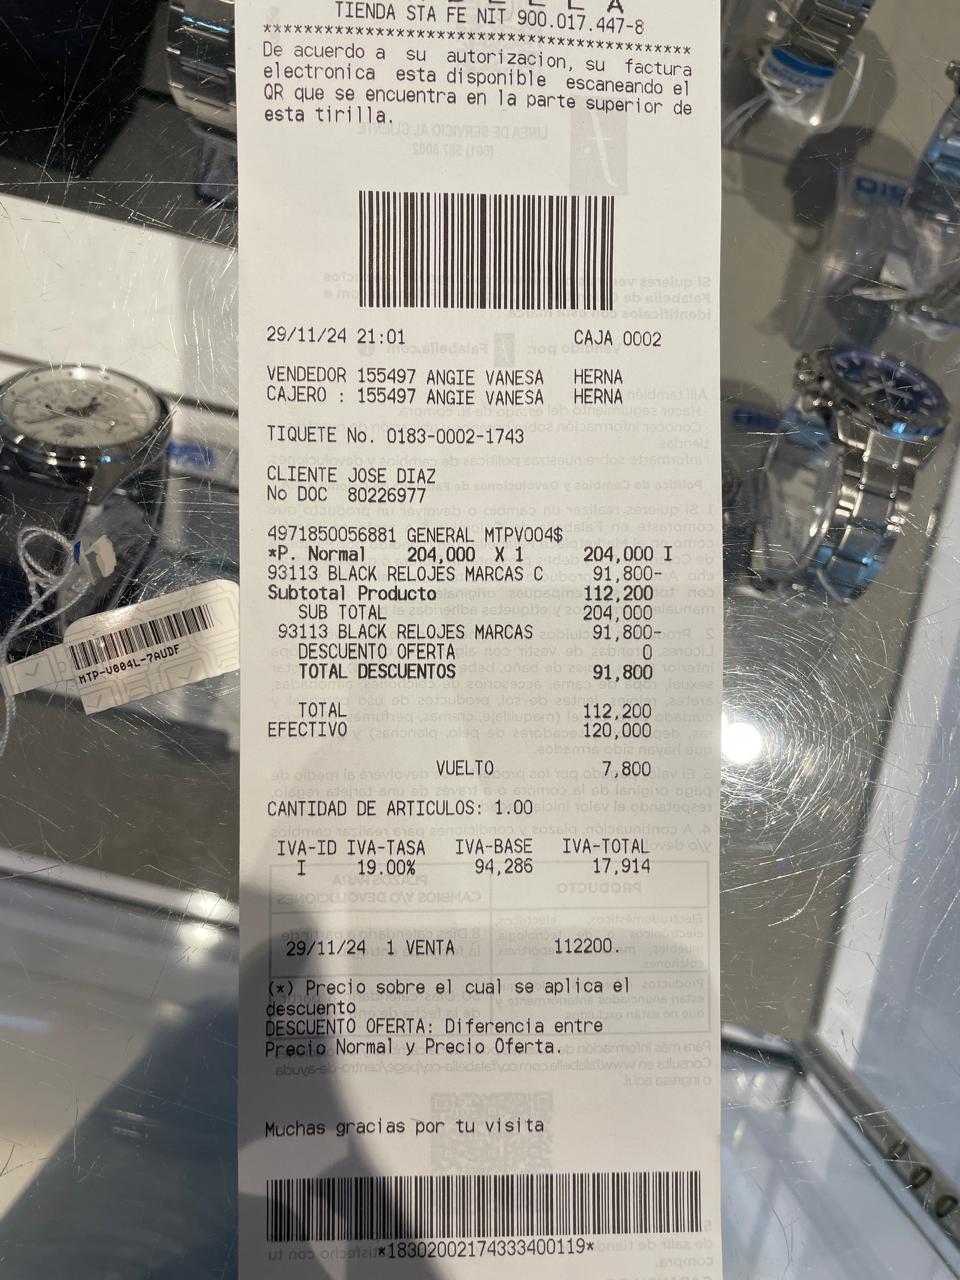 TIENDA STA FE NIT 900.017.447-8
******************************************
De acuerdo a su autorizacion, su factura
electronica esta disponible escaneando el
QR que se encuentra en la parte superior de
esta tirilla.
29/11/24 21:01 CAJA 0002
VENDEDOR 155497 ANGIE VANESA HERNA
CAJERO : 155497 ANGIE VANESA HERNA
TIQUETE No. 0183-0002-1743
CLIENTE JOSE DIAZ
No DOC 80226977
4971850056881 GENERAL MTPV004$
*P. Normal 204,000 X 1 204,000 I
93113 BLACK RELOJES MARCAS C 91,800-
Subtotal Producto 112,200
SUB TOTAL 204,000
93113 BLACK RELOJES MARCAS 91,800-
DESCUENTO OFERTA 0
TOTAL DESCUENTOS 91,800
TOTAL 112,200
EFECTIVO 120,000
VUELTO 7,800
CANTIDAD DE ARTICULOS: 1.00
IVA-ID IVA-TASA IVA-BASE IVA-TOTAL
I 19.00% 94,286 17,914
29/11/24 1 VENTA 112200.
(*) Precio sobre el cual se aplica el
descuento
DESCUENTO OFERTA: Diferencia entre
Precio Normal y Precio Oferta.
Muchas gracias por tu visita
*18302002174333400119*
MTP-V004L-7AUDF